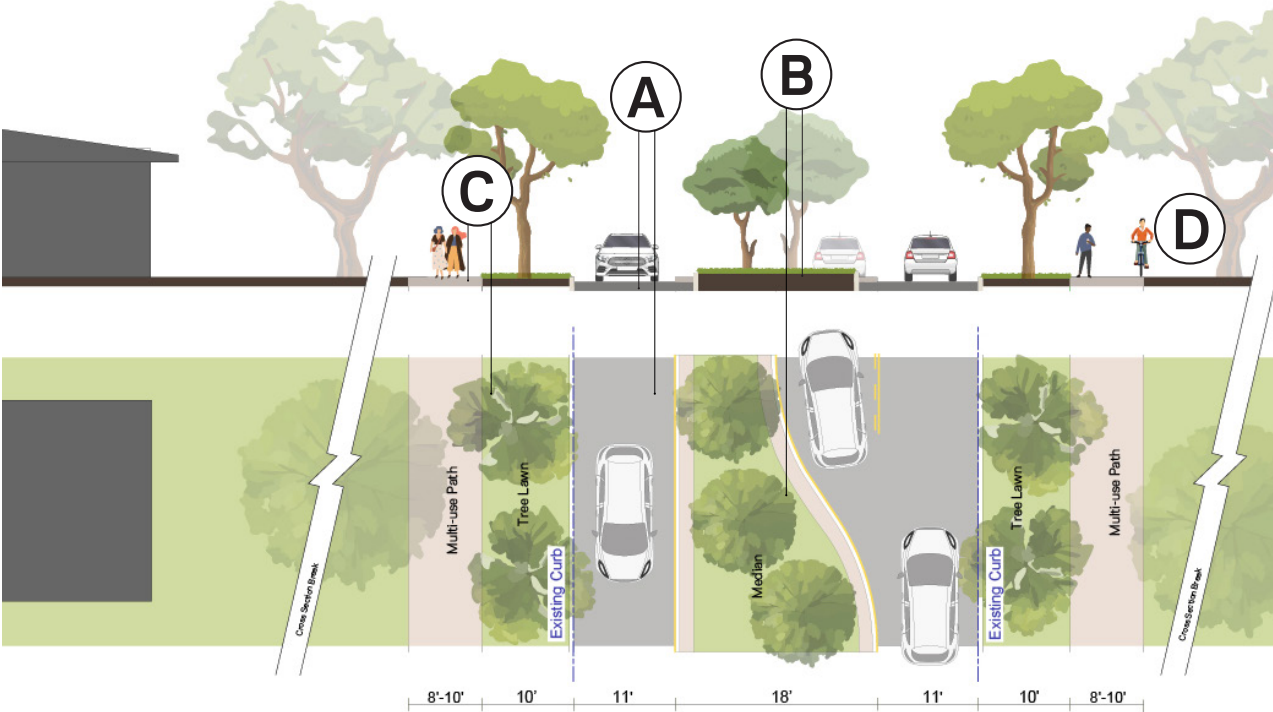 A
B
C
D
Multi-use Path
Tree Lawn
Existing Curb
Median
Existing Curb
Tree Lawn
Multi-use Path
Cross Section Break
Cross Section Break
8'-10'
10'
11'
18'
11'
10'
8'-10'